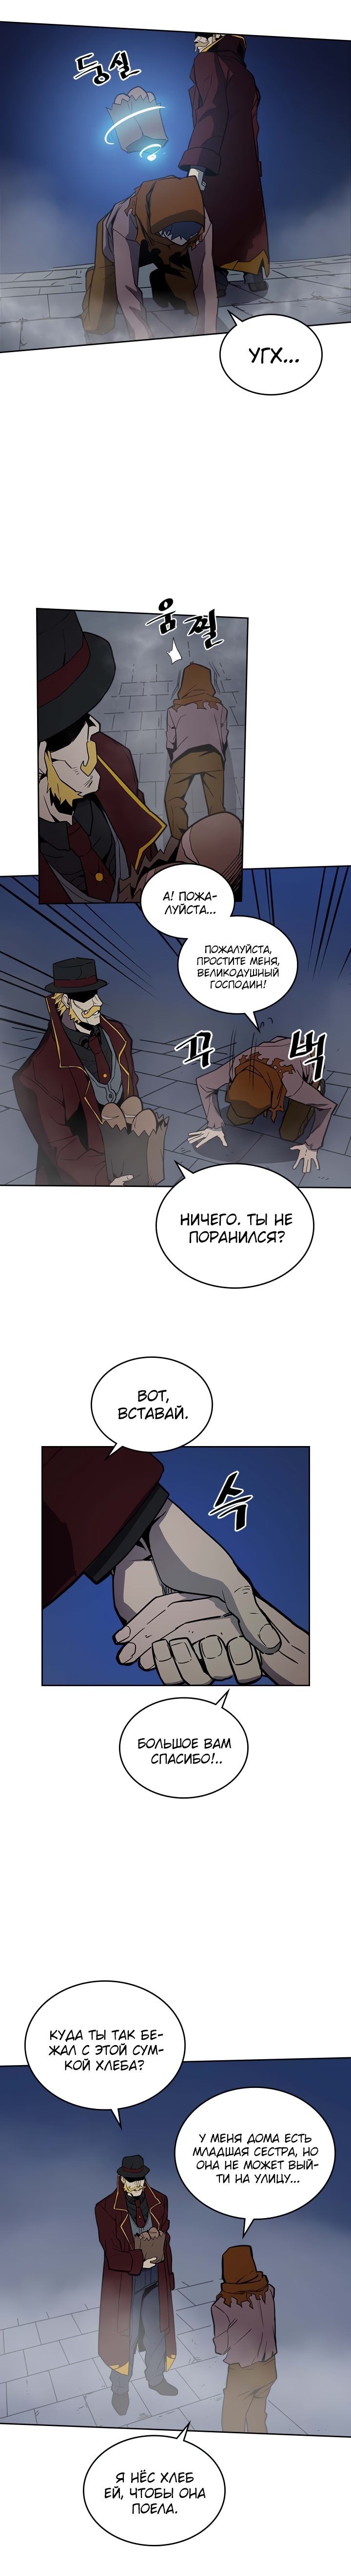 둥실
УГХ...
움찔
А! ПОЖА-
ЛУЙСТА...
ПОЖАЛУЙСТА,
ПРОСТИТЕ МЕНЯ,
ВЕЛИКОДУШНЫЙ
ГОСПОДИН!
꾸벅
НИЧЕГО. ТЫ НЕ
ПОРАНИЛСЯ?
ВОТ,
ВСТАВАЙ.
슥
БОЛЬШОЕ ВАМ
СПАСИБО!..
КУДА ТЫ ТАК БЕ-
ЖАЛ С ЭТОЙ СУМ-
КОЙ ХЛЕБА?
У МЕНЯ ДОМА ЕСТЬ
МЛАДШАЯ СЕСТРА, НО
ОНА НЕ МОЖЕТ ВЫЙ-
ТИ НА УЛИЦУ...
Я НЁС ХЛЕБ
ЕЙ, ЧТОБЫ ОНА
ПОЕЛА.